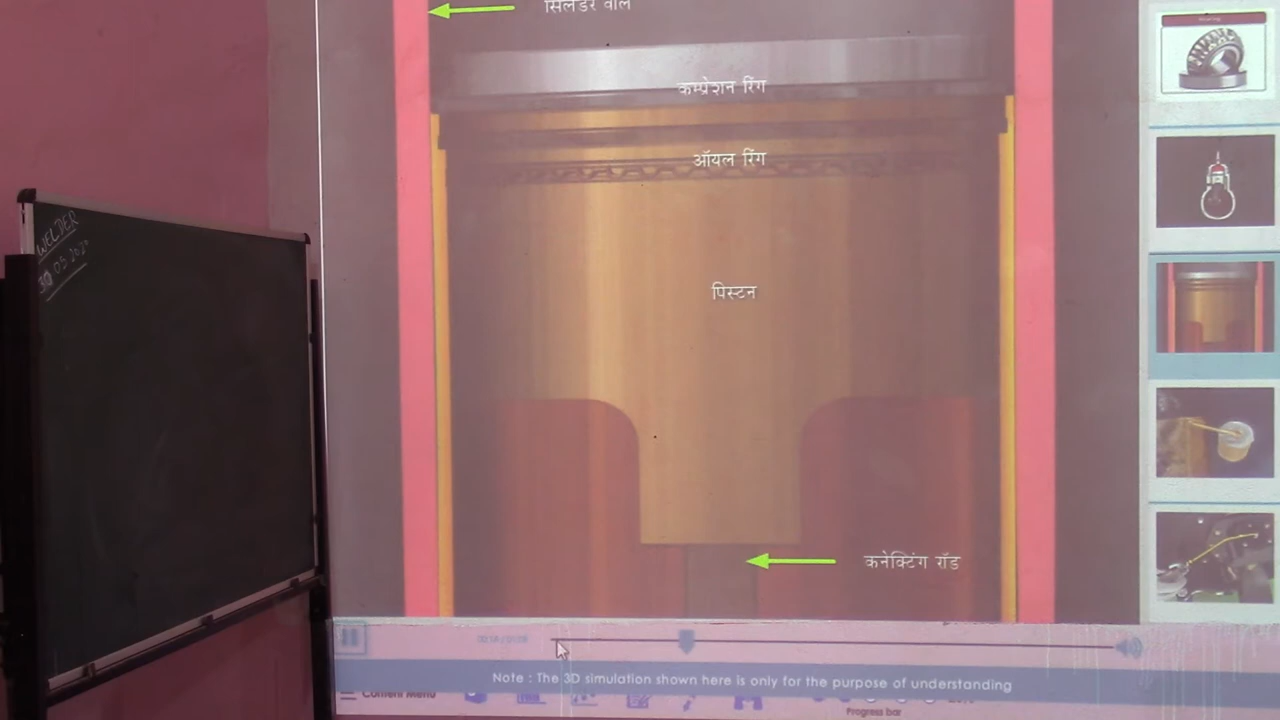 सिलेंडर वॉल
कम्प्रेशन रिंग
ऑयल रिंग
पिस्टन
कनेक्टिंग रॉड
WELDER
Note : The 3D simulation shown here is only for the purpose of understanding
Content Menu
Progress bar